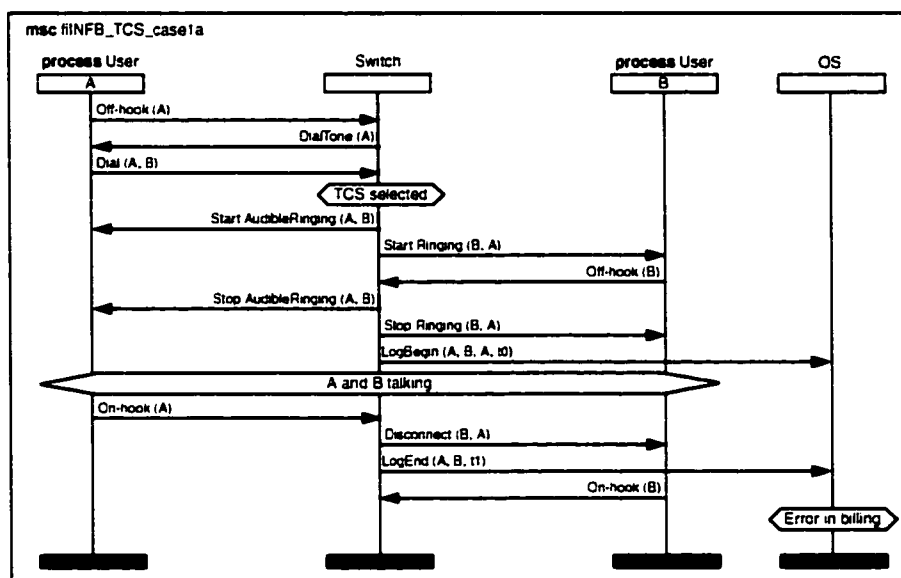 msc fiINFB_TCS_case1a
process User
Switch
process User
OS
A
B
Off-hook (A)
DialTone (A)
Dial (A, B)
TCS selected
Start AudibleRinging (A, B)
Start Ringing (B, A)
Off-hook (B)
Stop AudibleRinging (A, B)
Stop Ringing (B, A)
LogBegin (A, B, A, t0)
A and B talking
On-hook (A)
Disconnect (B, A)
LogEnd (A, B, t1)
On-hook (B)
Error in billing